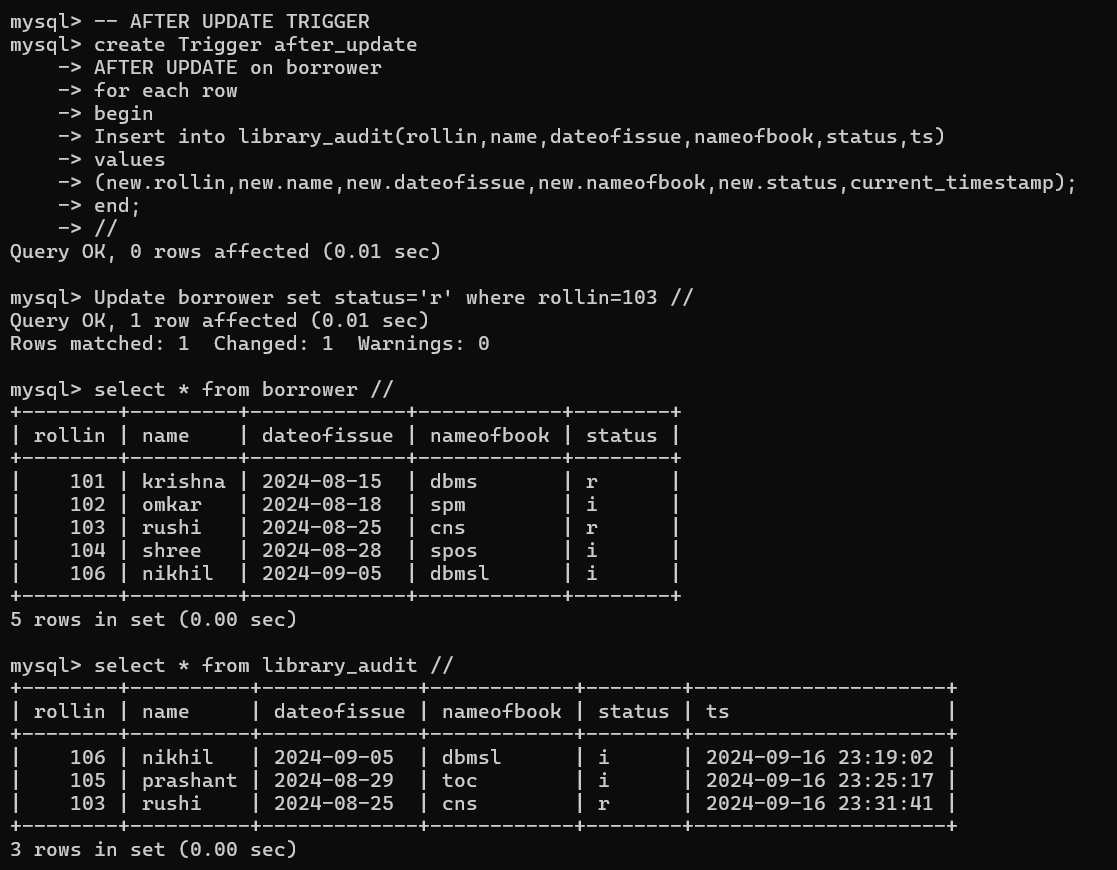 mysql> -- AFTER UPDATE TRIGGER
mysql> create Trigger after_update
    -> AFTER UPDATE on borrower
    -> for each row
    -> begin
    -> Insert into library_audit(rollin,name,dateofissue,nameofbook,status,ts)
    -> values
    -> (new.rollin,new.name,new.dateofissue,new.nameofbook,new.status,current_timestamp);
    -> end;
    -> //
Query OK, 0 rows affected (0.01 sec)

mysql> Update borrower set status='r' where rollin=103 //
Query OK, 1 row affected (0.01 sec)
Rows matched: 1  Changed: 1  Warnings: 0

mysql> select * from borrower //
+--------+---------+-------------+------------+--------+
| rollin | name    | dateofissue | nameofbook | status |
+--------+---------+-------------+------------+--------+
|    101 | krishna | 2024-08-15  | dbms       | r      |
|    102 | omkar   | 2024-08-18  | spm        | i      |
|    103 | rushi   | 2024-08-25  | cns        | r      |
|    104 | shree   | 2024-08-28  | spos       | i      |
|    106 | nikhil  | 2024-09-05  | dbmsl      | i      |
+--------+---------+-------------+------------+--------+
5 rows in set (0.00 sec)

mysql> select * from library_audit //
+--------+----------+-------------+------------+--------+---------------------+
| rollin | name     | dateofissue | nameofbook | status | ts                  |
+--------+----------+-------------+------------+--------+---------------------+
|    106 | nikhil   | 2024-09-05  | dbmsl      | i      | 2024-09-16 23:19:02 |
|    105 | prashant | 2024-08-29  | toc        | i      | 2024-09-16 23:25:17 |
|    103 | rushi    | 2024-08-25  | cns        | r      | 2024-09-16 23:31:41 |
+--------+----------+-------------+------------+--------+---------------------+
3 rows in set (0.00 sec)